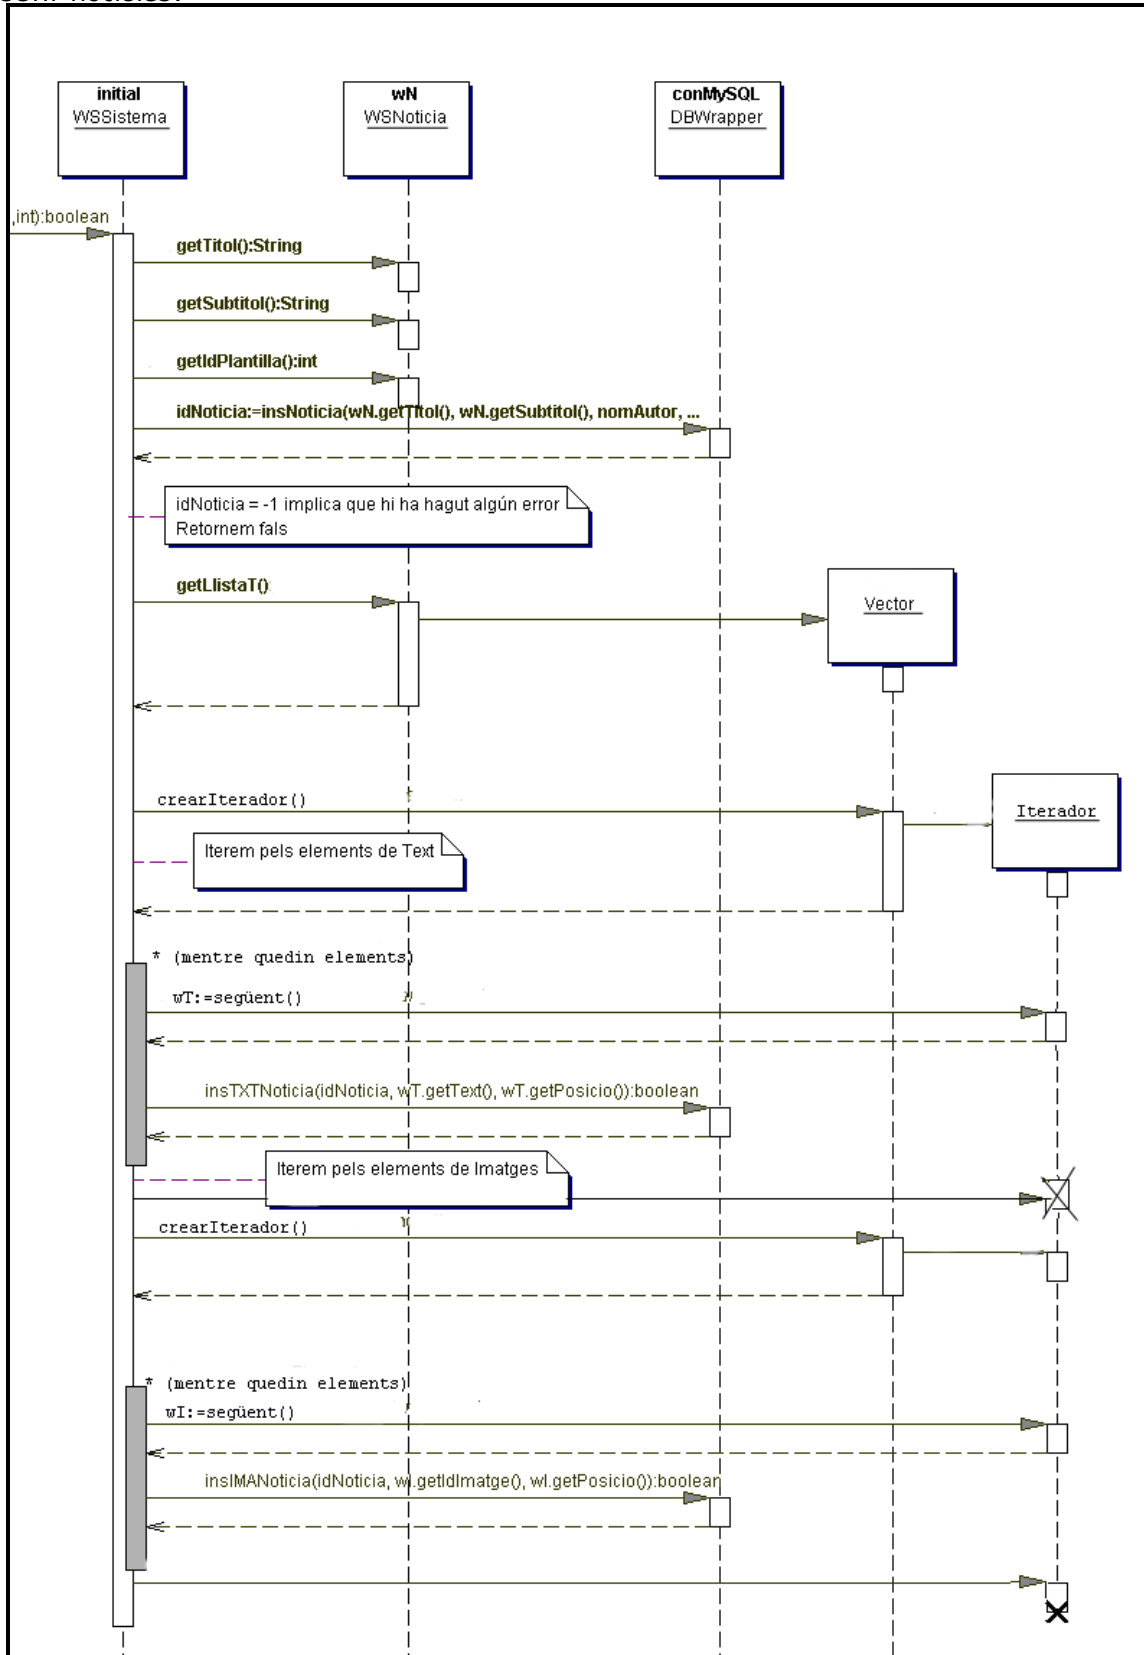 initial
WSSistema
wN
WSNoticia
conMySQL
DBWrapper
,int):boolean
getTitol():String
getSubtitol():String
getIdPlantilla():int
idNoticia:=insNoticia(wN.getTitol(), wN.getSubtitol(), nomAutor, ...
idNoticia = -1 implica que hi ha hagut algún error
Retornem fals
getLlistaT()
Vector
crearIterador()
Iterador
Iterem pels elements de Text
* (mentre quedin elements)
wT:=següent()
insTXTNoticia(idNoticia, wT.getText(), wT.getPosicio()):boolean
Iterem pels elements de Imatges
crearIterador()
* (mentre quedin elements)
wI:=següent()
insIMANoticia(idNoticia, wI.getIdImatge(), wI.getPosicio()):boolean